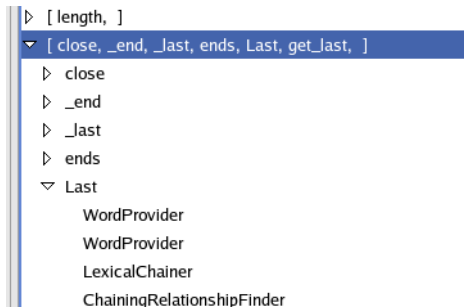 [ length, ]
[ close, _end, _last, ends, Last, get_last, ]
close
_end
_last
ends
Last
WordProvider
WordProvider
LexicalChainer
ChainingRelationshipFinder